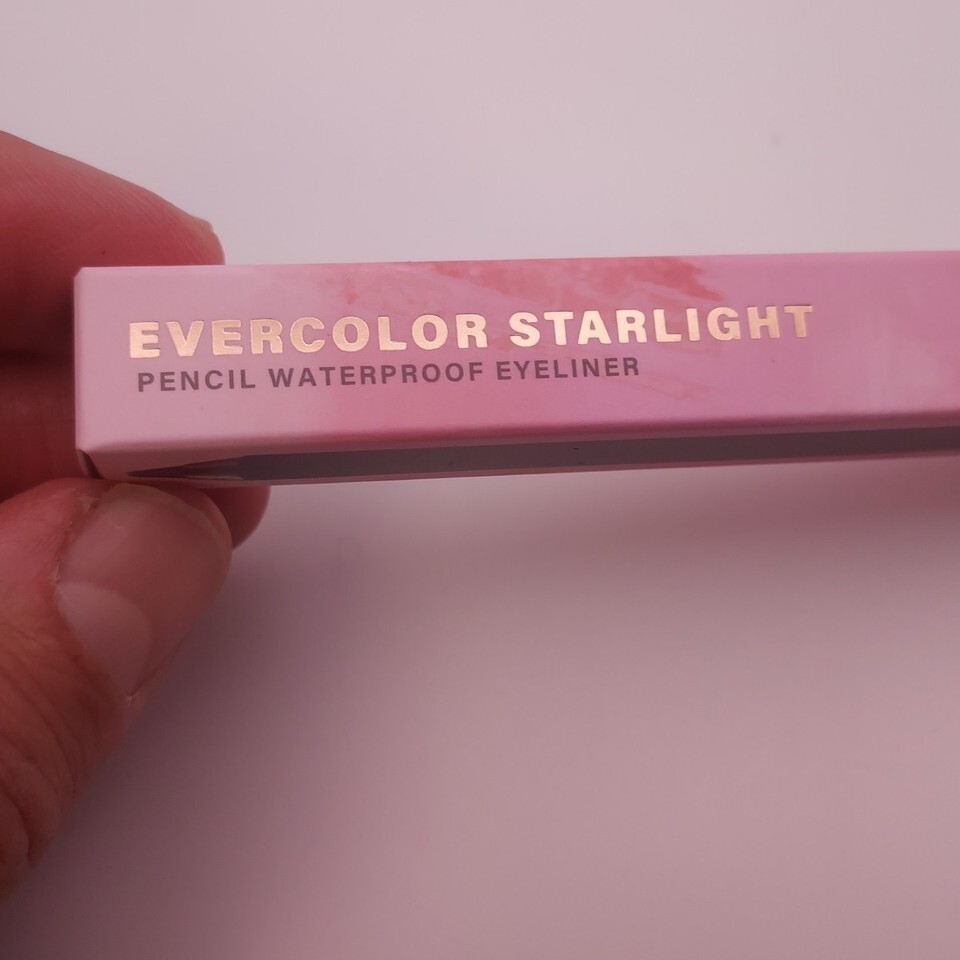 EVERCOLOR STARLIGHT
PENCIL WATERPROOF EYELINER